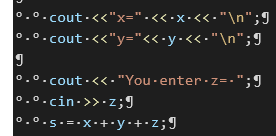 cout <<"x=" << x << "\n";¶
cout <<"y="<< y << "\n";¶
¶
cout << "You enter z= ";¶
cin >> z;¶
s = x + y + z;¶